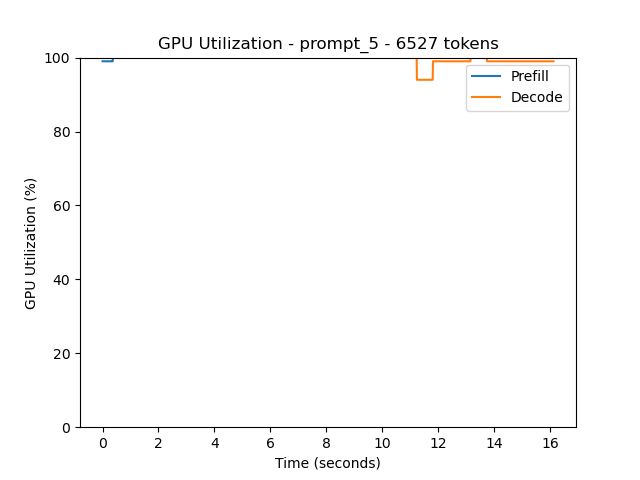 GPU Utilization - prompt_5 - 6527 tokens
100
80
60
40
20
0
GPU Utilization (%)
Prefill
Decode
0 2 4 6 8 10 12 14 16
Time (seconds)